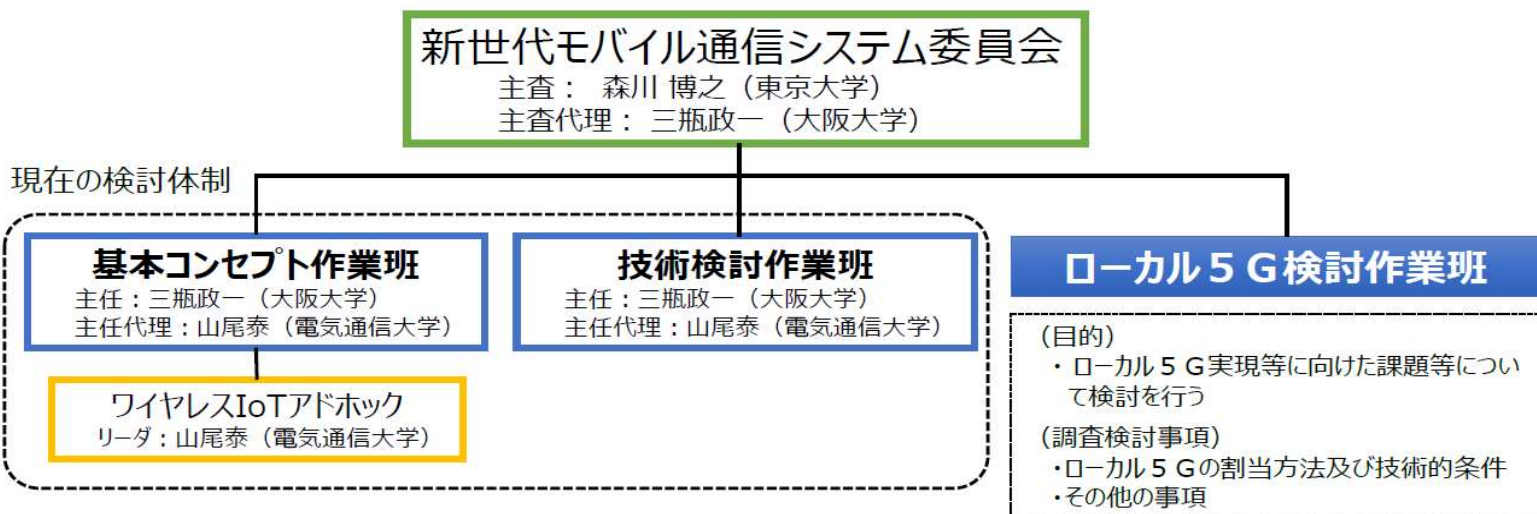 新世代モバイル通信システム委員会
主査： 森川 博之（東京大学）
主査代理： 三瓶政一（大阪大学）
現在の検討体制
基本コンセプト作業班
主任：三瓶政一（大阪大学）
主任代理：山尾泰（電気通信大学）
技術検討作業班
主任：三瓶政一（大阪大学）
主任代理：山尾泰（電気通信大学）
ワイヤレスIoTアドホック
リーダ：山尾泰（電気通信大学）
ローカル５Ｇ検討作業班
（目的）
・ ローカル５Ｇ実現等に向けた課題等につい
て検討を行う
（調査検討事項）
・ローカル５Ｇの割当方法及び技術的条件
・その他の事項